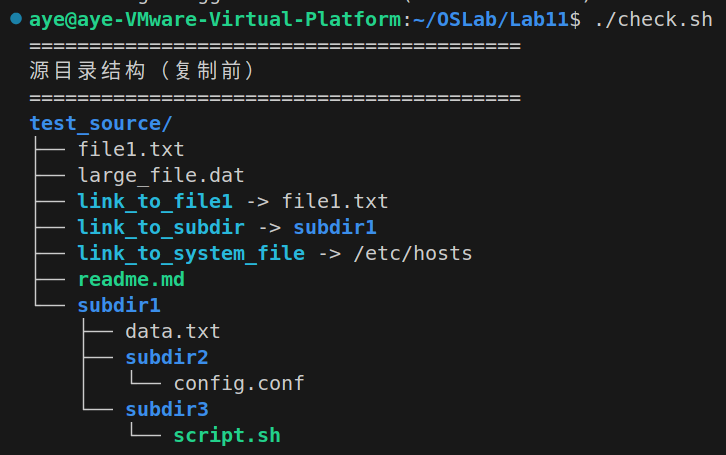 aye@aye-VMware-Virtual-Platform:~/OSLab/Lab11$ ./check.sh
=========================================
源目录结构（复制前）
=========================================
test_source/
├── file1.txt
├── large_file.dat
├── link_to_file1 -> file1.txt
├── link_to_subdir -> subdir1
├── link_to_system_file -> /etc/hosts
├── readme.md
└── subdir1
    ├── data.txt
    ├── subdir2
    │   └── config.conf
    └── subdir3
        └── script.sh